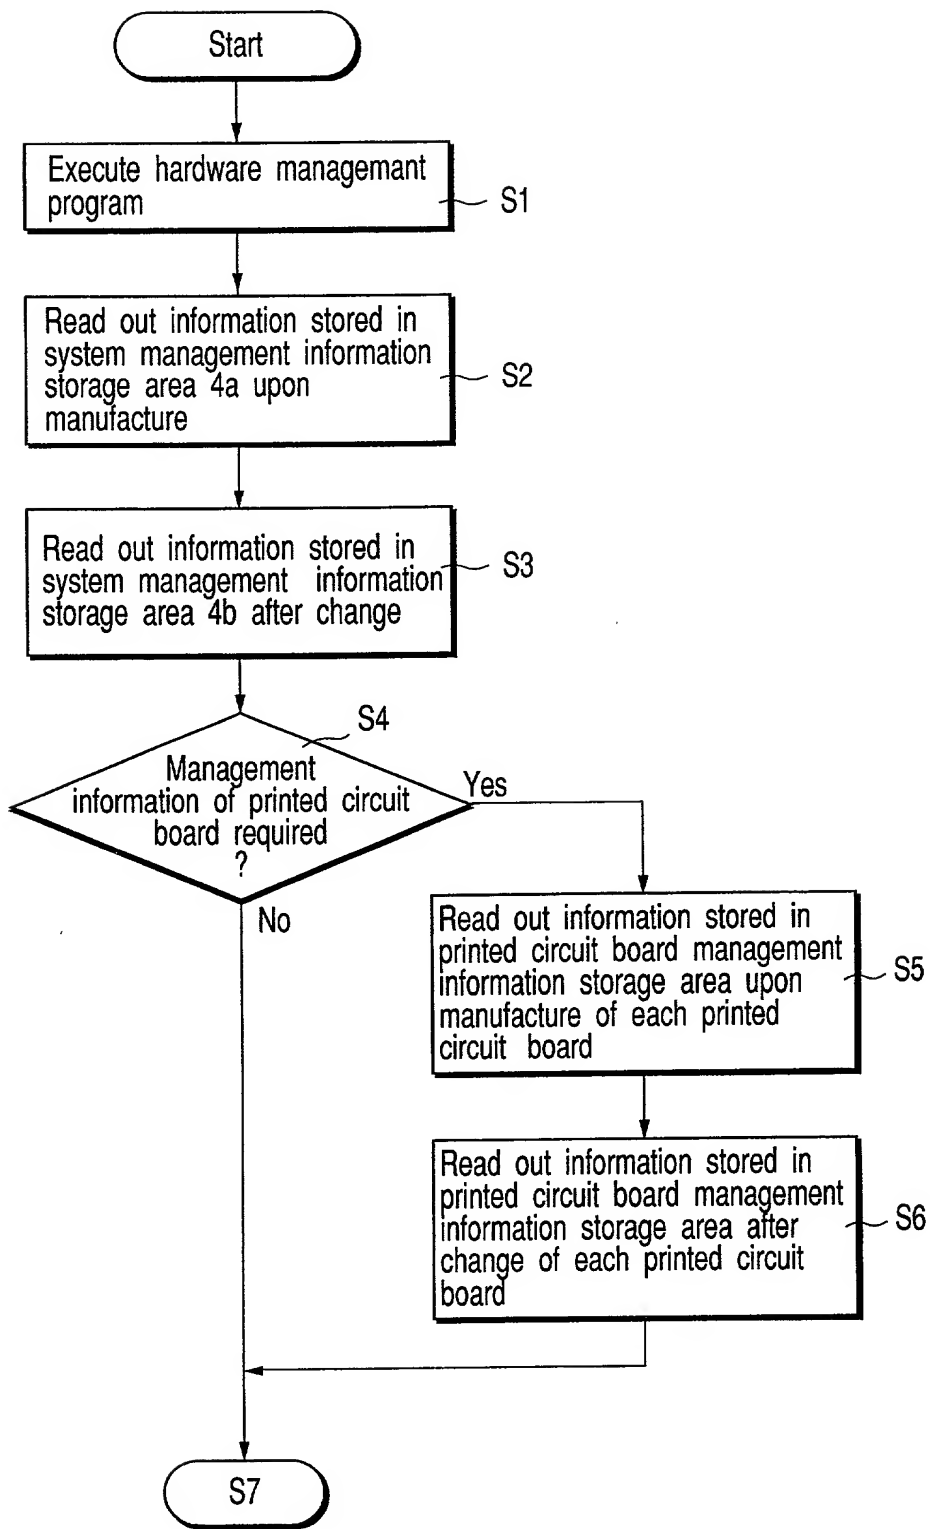 Start
Execute hardware managemant
program
S1
Read out information stored in
system management information
storage area 4a upon
manufacture
S2
Read out information stored in
system management information
storage area 4b after change
S3
S4
Management
information of printed circuit
board required
?
Yes
No
Read out information stored in
printed circuit board management
information storage area upon
manufacture of each printed
circuit board
S5
Read out information stored in
printed circuit board management
information storage area after
change of each printed circuit
board
S6
S7